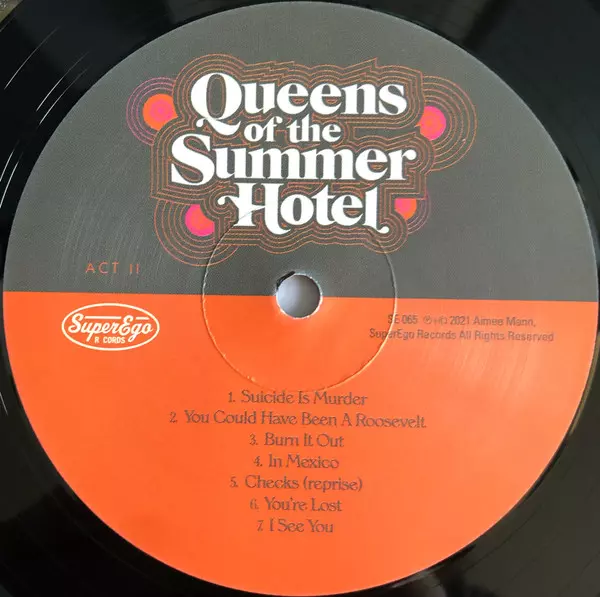 Queens
of the
Summer
Hotel
ACT II
SuperEgo
R CORDS
SE 065 ℗+© 2021 Aimee Mann,
SuperEgo Records All Rights Reserved
1. Suicide Is Murder
2. You Could Have Been A Roosevelt
3. Burn It Out
4. In Mexico
5. Checks (reprise)
6. You're Lost
7. I See You